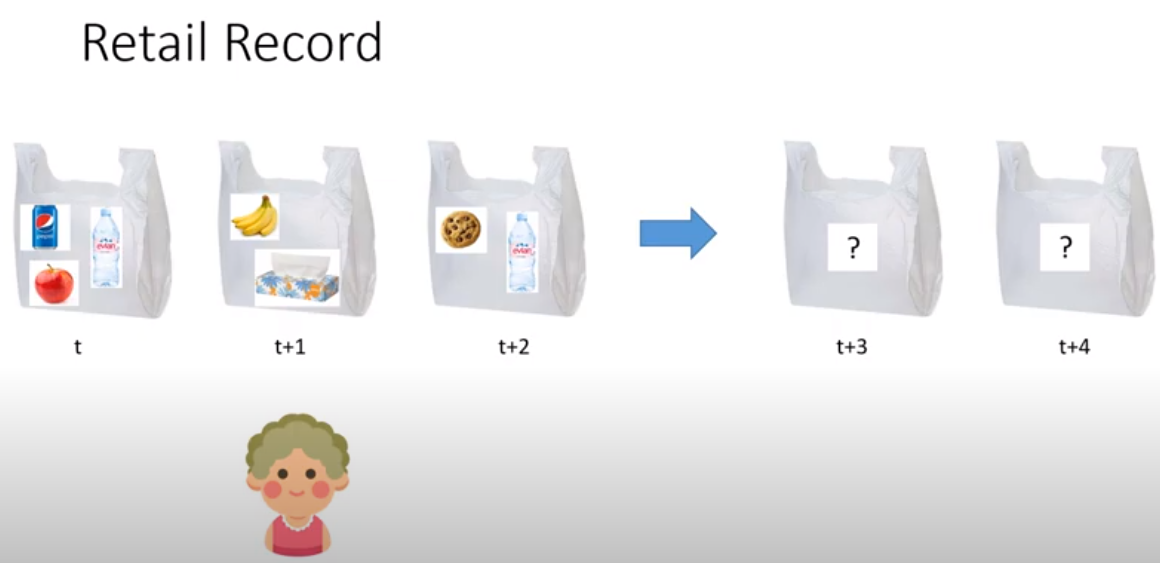 Retail Record
pepsi
evian
evian
?
?
t
t+1
t+2
t+3
t+4